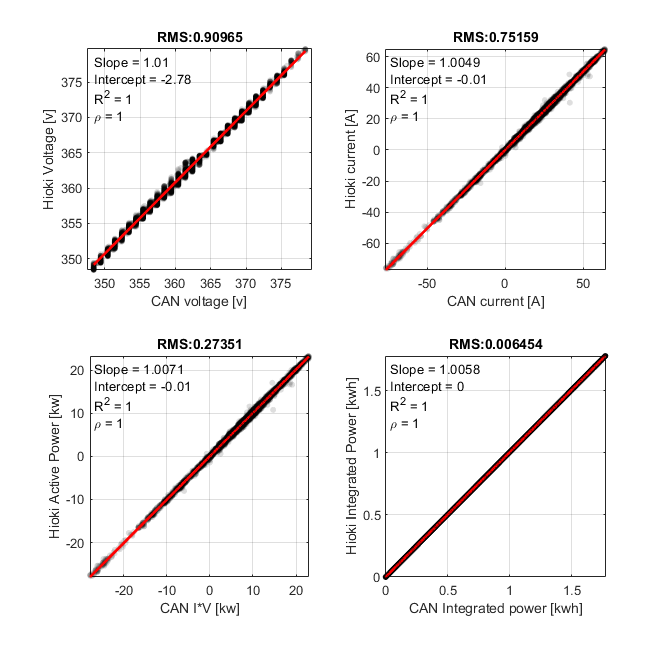 RMS:0.90965
Slope = 1.01
Intercept = -2.78
R² = 1
ρ = 1
375
370
365
360
355
350
Hioki Voltage [v]
350 355 360 365 370 375
CAN voltage [v]
RMS:0.75159
Slope = 1.0049
Intercept = -0.01
R² = 1
ρ = 1
60
40
20
0
-20
-40
-60
Hioki current [A]
-50 0 50
CAN current [A]
RMS:0.27351
Slope = 1.0071
Intercept = -0.01
R² = 1
ρ = 1
20
10
0
-10
-20
Hioki Active Power [kw]
-20 -10 0 10 20
CAN I*V [kw]
RMS:0.006454
Slope = 1.0058
Intercept = 0
R² = 1
ρ = 1
1.5
1
0.5
0
Hioki Integrated Power [kwh]
0 0.5 1 1.5
CAN Integrated power [kwh]